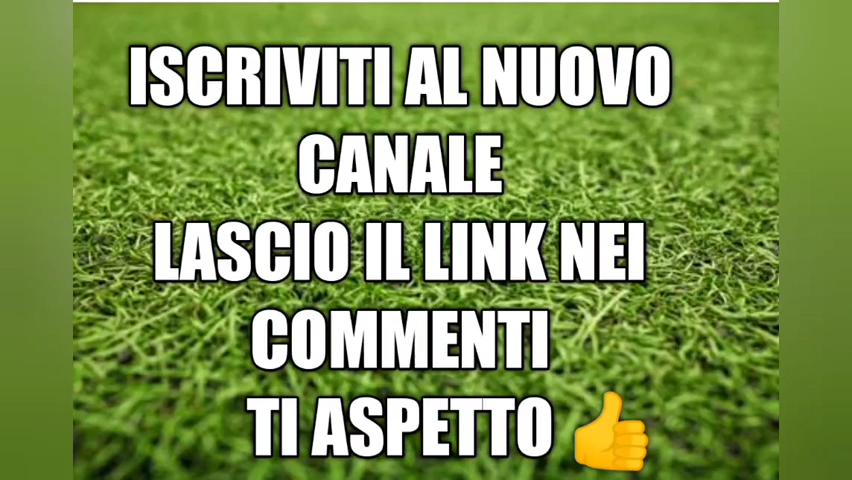 ISCRIVITI AL NUOVO
CANALE
LASCIO IL LINK NEI
COMMENTI
TI ASPETTO 👍